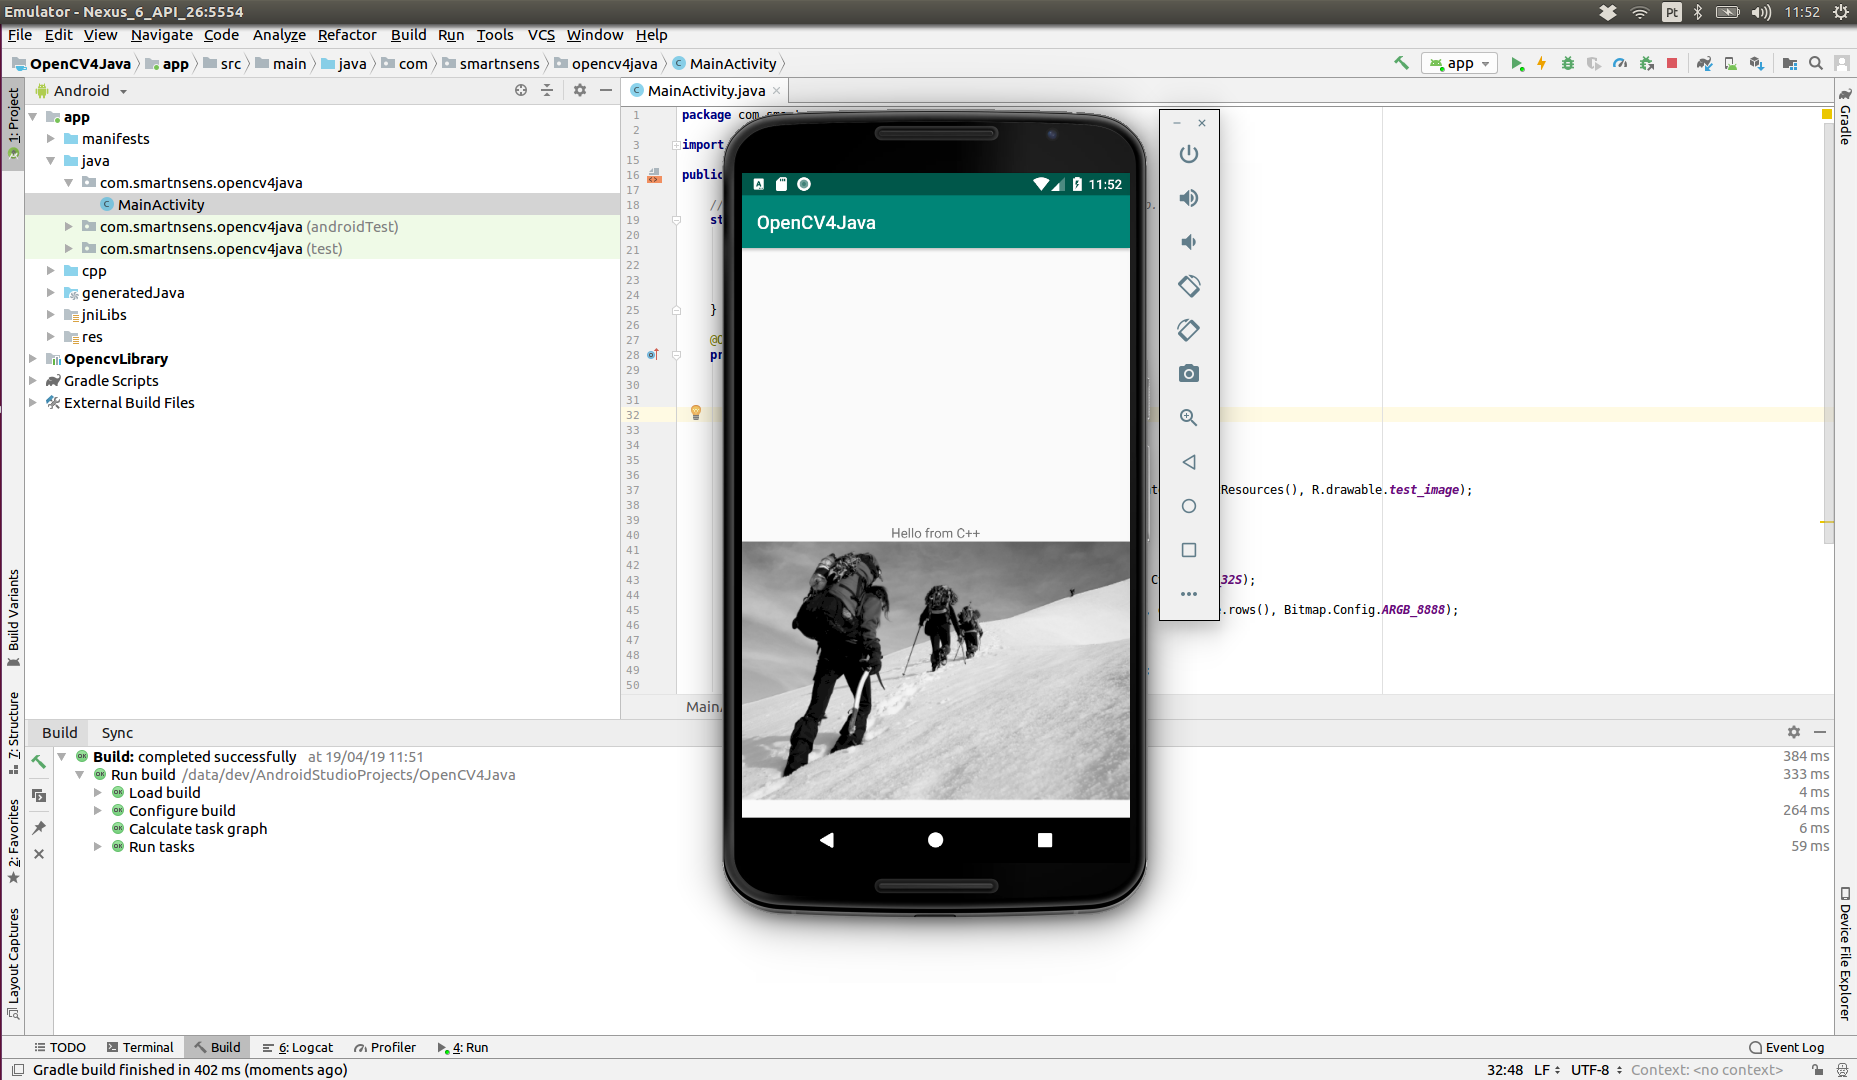 Emulator - Nexus_6_API_26:5554
Pt
11:52
File Edit View Navigate Code Analyze Refactor Build Run Tools VCS Window Help
OpenCV4Java app src main java com smartnsens opencv4java MainActivity
app
1: Project
Android
MainActivity.java
Gradle
app
manifests
java
com.smartnsens.opencv4java
MainActivity
com.smartnsens.opencv4java (androidTest)
com.smartnsens.opencv4java (test)
cpp
generatedJava
jniLibs
res
OpencvLibrary
Gradle Scripts
External Build Files
1 package
2
3 import
15
16 public
17
18 //
19 st
20
21
22
23
24
25 }
26
27
28 pr
29
30
31
32
33
34
35
36
37 Resources(), R.drawable.test_image);
38
39
40
41
42
43 32S);
44
45 .rows(), Bitmap.Config.ARGB_8888);
46
47
48
49 ;
50
11:52
OpenCV4Java
Hello from C++
Build Variants
7: Structure
2: Favorites
Layout Captures
Device File Explorer
Build Sync
Build: completed successfully at 19/04/19 11:51 384 ms
Run build /data/dev/AndroidStudioProjects/OpenCV4Java 333 ms
Load build 4 ms
Configure build 264 ms
Calculate task graph 6 ms
Run tasks 59 ms
TODO Terminal Build 6: Logcat Profiler 4: Run Event Log
Gradle build finished in 402 ms (moments ago) 32:48 LF UTF-8 Context: <no context>